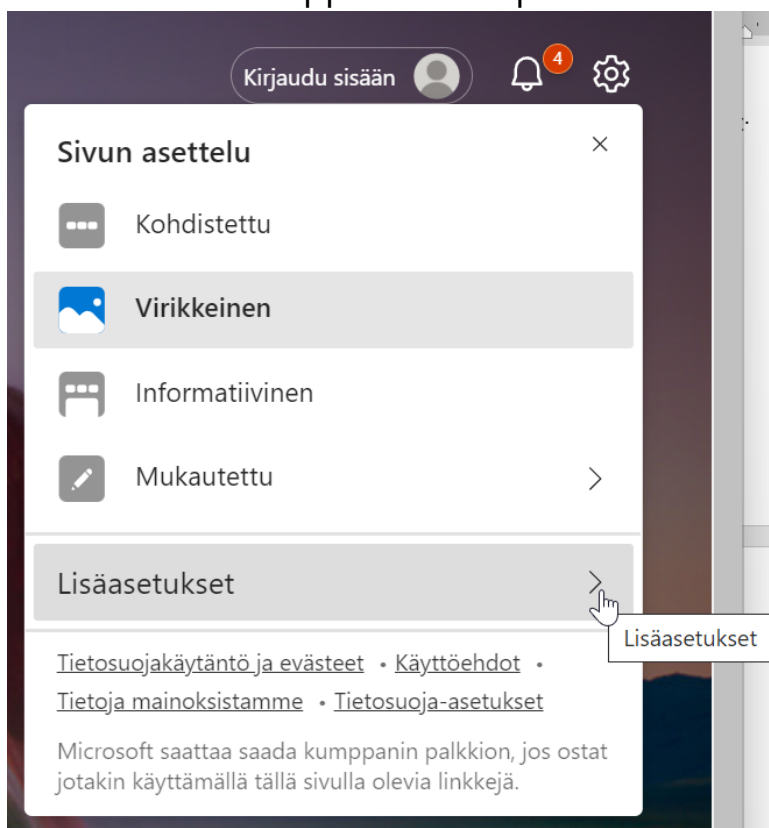 Kirjaudu sisään
4
Sivun asettelu
Kohdistettu
Virikkeinen
Informatiivinen
Mukautettu
Lisäasetukset
Lisäasetukset
Tietosuojakäytäntö ja evästeet • Käyttöehdot •
Tietoja mainoksistamme • Tietosuoja-asetukset
Microsoft saattaa saada kumppanin palkkion, jos ostat
jotakin käyttämällä tällä sivulla olevia linkkejä.